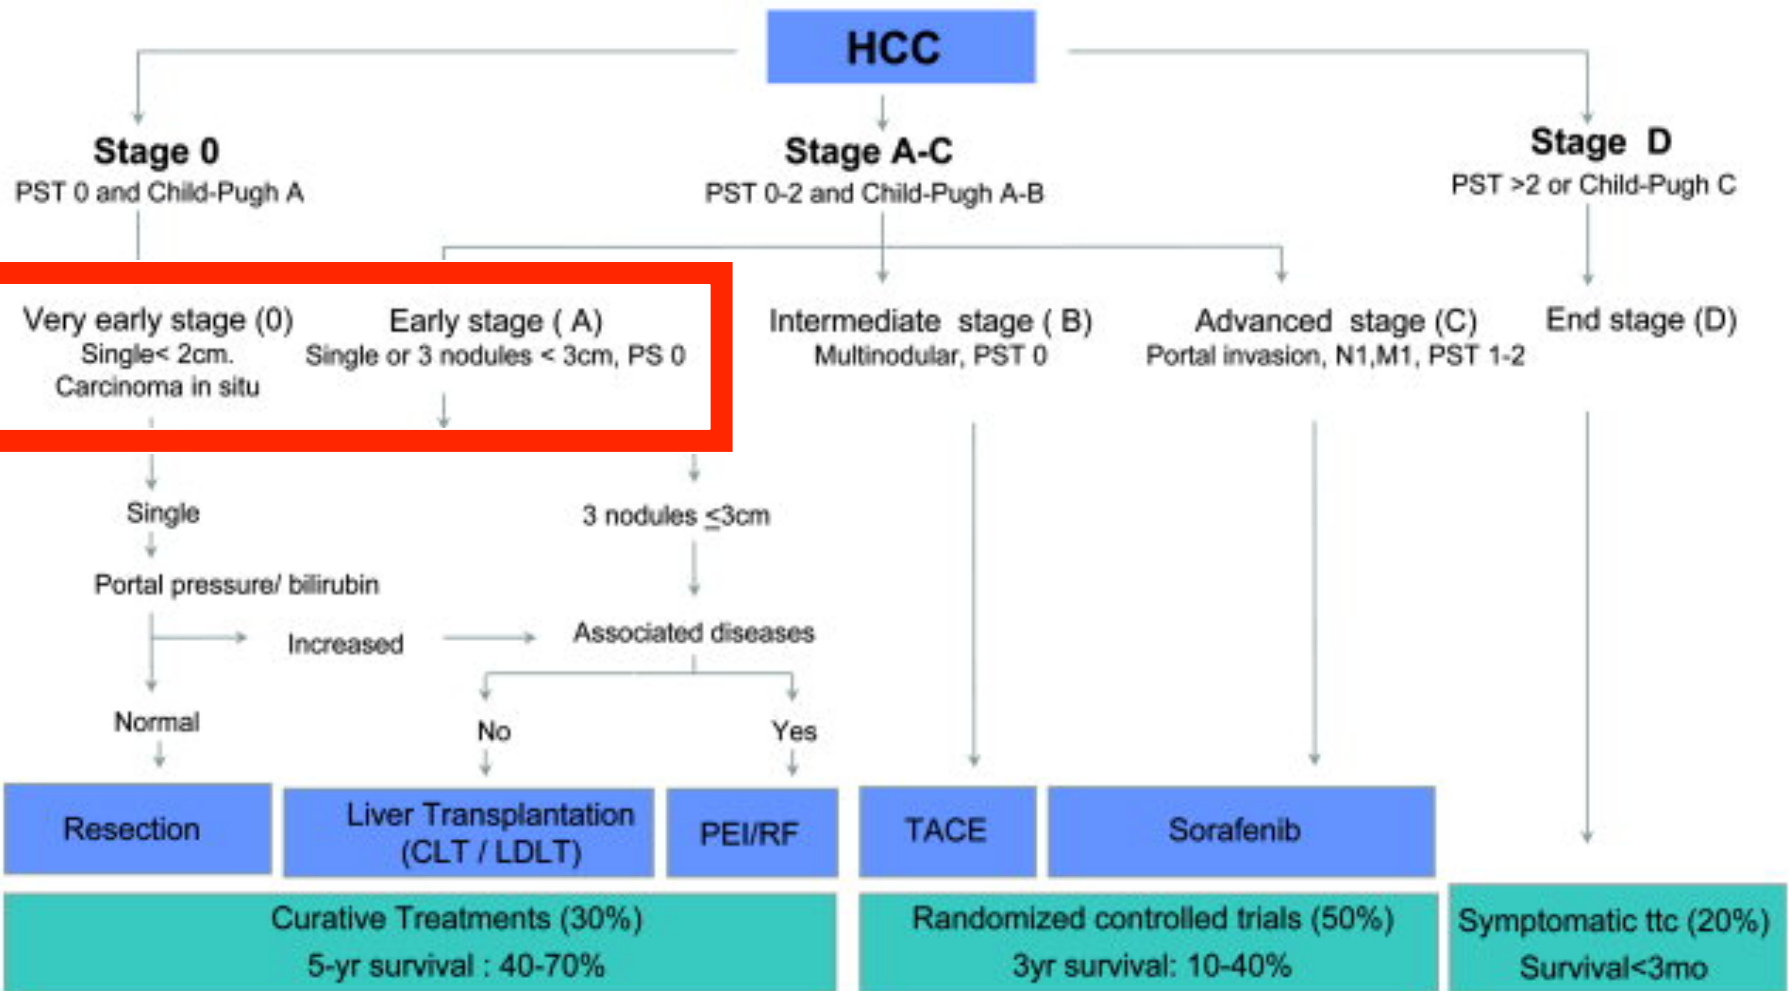 HCC
Stage 0
PST 0 and Child-Pugh A
Stage A-C
PST 0-2 and Child-Pugh A-B
Stage D
PST >2 or Child-Pugh C
Very early stage (0)
Single< 2cm.
Carcinoma in situ
Early stage ( A)
Single or 3 nodules < 3cm, PS 0
Intermediate stage ( B)
Multinodular, PST 0
Advanced stage (C)
Portal invasion, N1,M1, PST 1-2
End stage (D)
Single
3 nodules ≤3cm
Portal pressure/ bilirubin
Increased
Associated diseases
Normal
No
Yes
Resection
Liver Transplantation
(CLT / LDLT)
PEI/RF
TACE
Sorafenib
Curative Treatments (30%)
5-yr survival : 40-70%
Randomized controlled trials (50%)
3yr survival: 10-40%
Symptomatic ttc (20%)
Survival<3mo